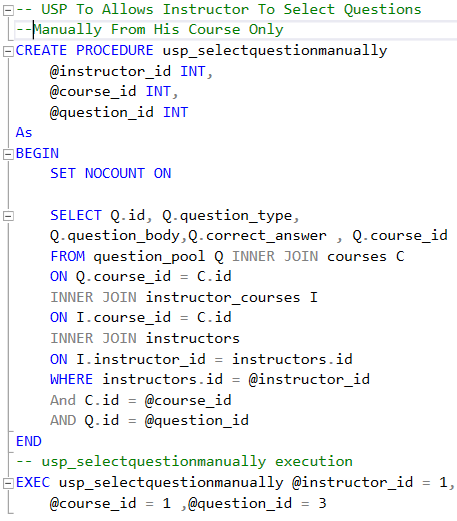 -- USP To Allows Instructor To Select Questions
--Manually From His Course Only
CREATE PROCEDURE usp_selectquestionmanually
    @instructor_id INT,
    @course_id INT,
    @question_id INT
As
BEGIN
    SET NOCOUNT ON

    SELECT Q.id, Q.question_type,
    Q.question_body,Q.correct_answer , Q.course_id
    FROM question_pool Q INNER JOIN courses C
    ON Q.course_id = C.id
    INNER JOIN instructor_courses I
    ON I.course_id = C.id
    INNER JOIN instructors
    ON I.instructor_id = instructors.id
    WHERE instructors.id = @instructor_id
    And C.id = @course_id
    AND Q.id = @question_id
END
-- usp_selectquestionmanually execution
EXEC usp_selectquestionmanually @instructor_id = 1,
    @course_id = 1 ,@question_id = 3